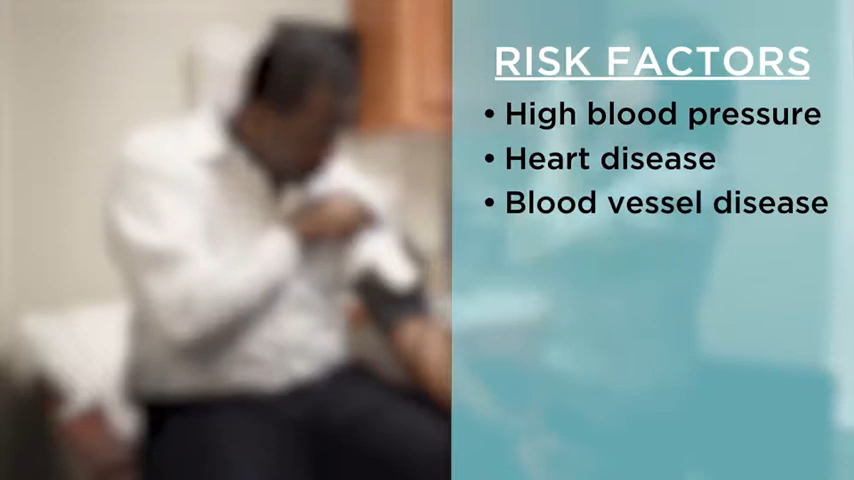 RISK FACTORS
• High blood pressure
• Heart disease
• Blood vessel disease